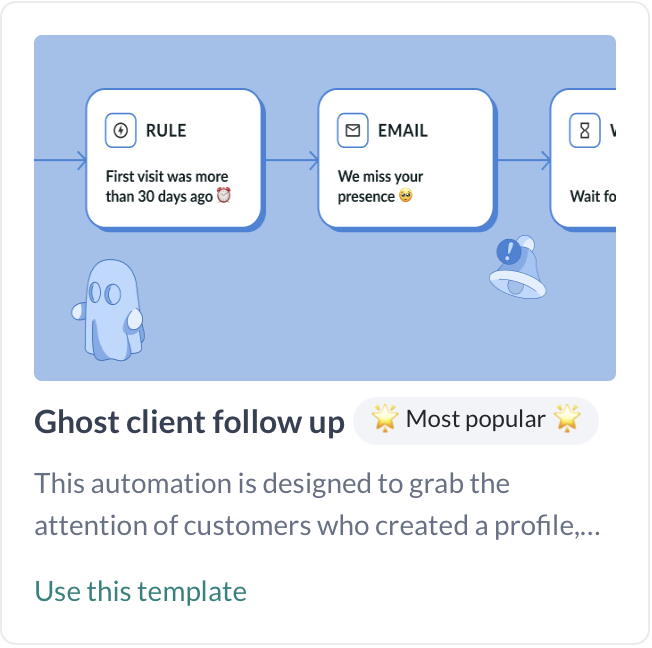 RULE
First visit was more
than 30 days ago ⏰
EMAIL
We miss your
presence 🥺
Wait fo
Ghost client follow up
🌟 Most popular 🌟
This automation is designed to grab the
attention of customers who created a profile,...
Use this template